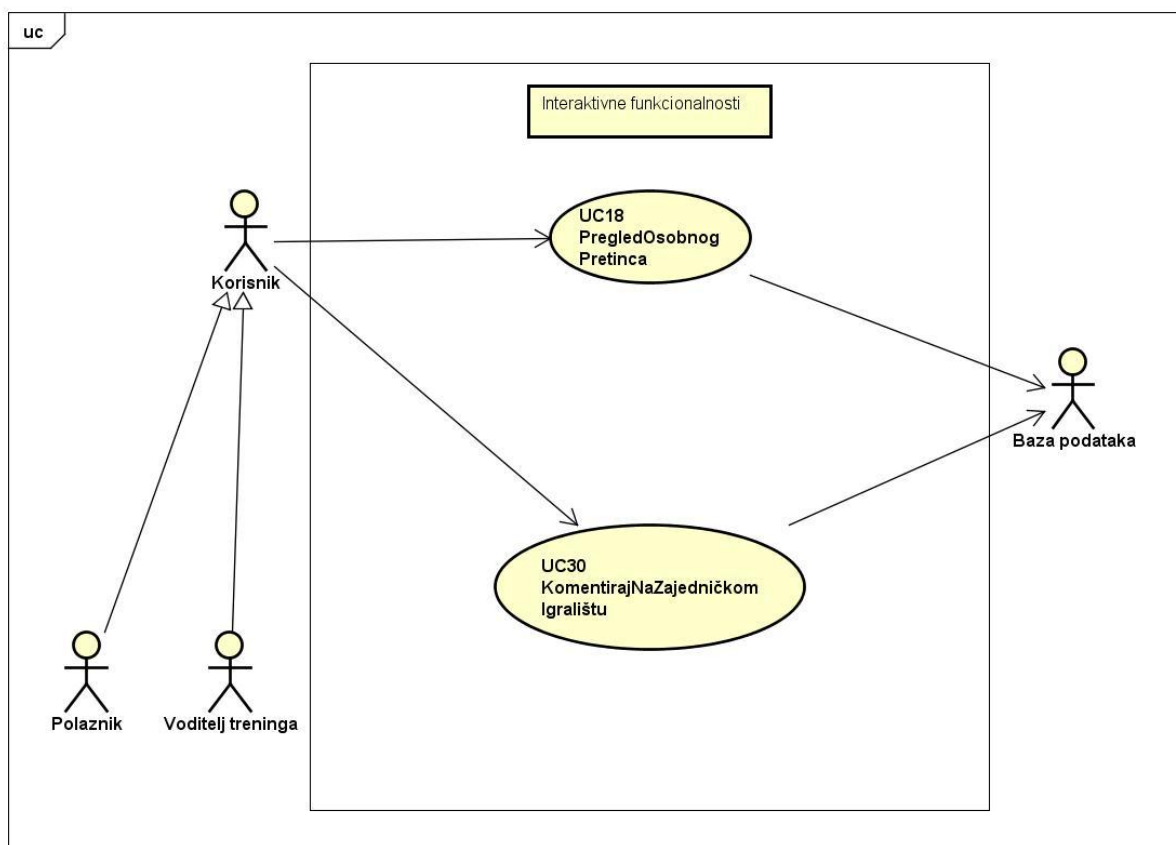 uc
Interaktivne funkcionalnosti
UC18
PregledOsobnog
Pretinca
Korisnik
Baza podataka
UC30
KomentirajNaZajedničkom
Igralištu
Polaznik
Voditelj treninga